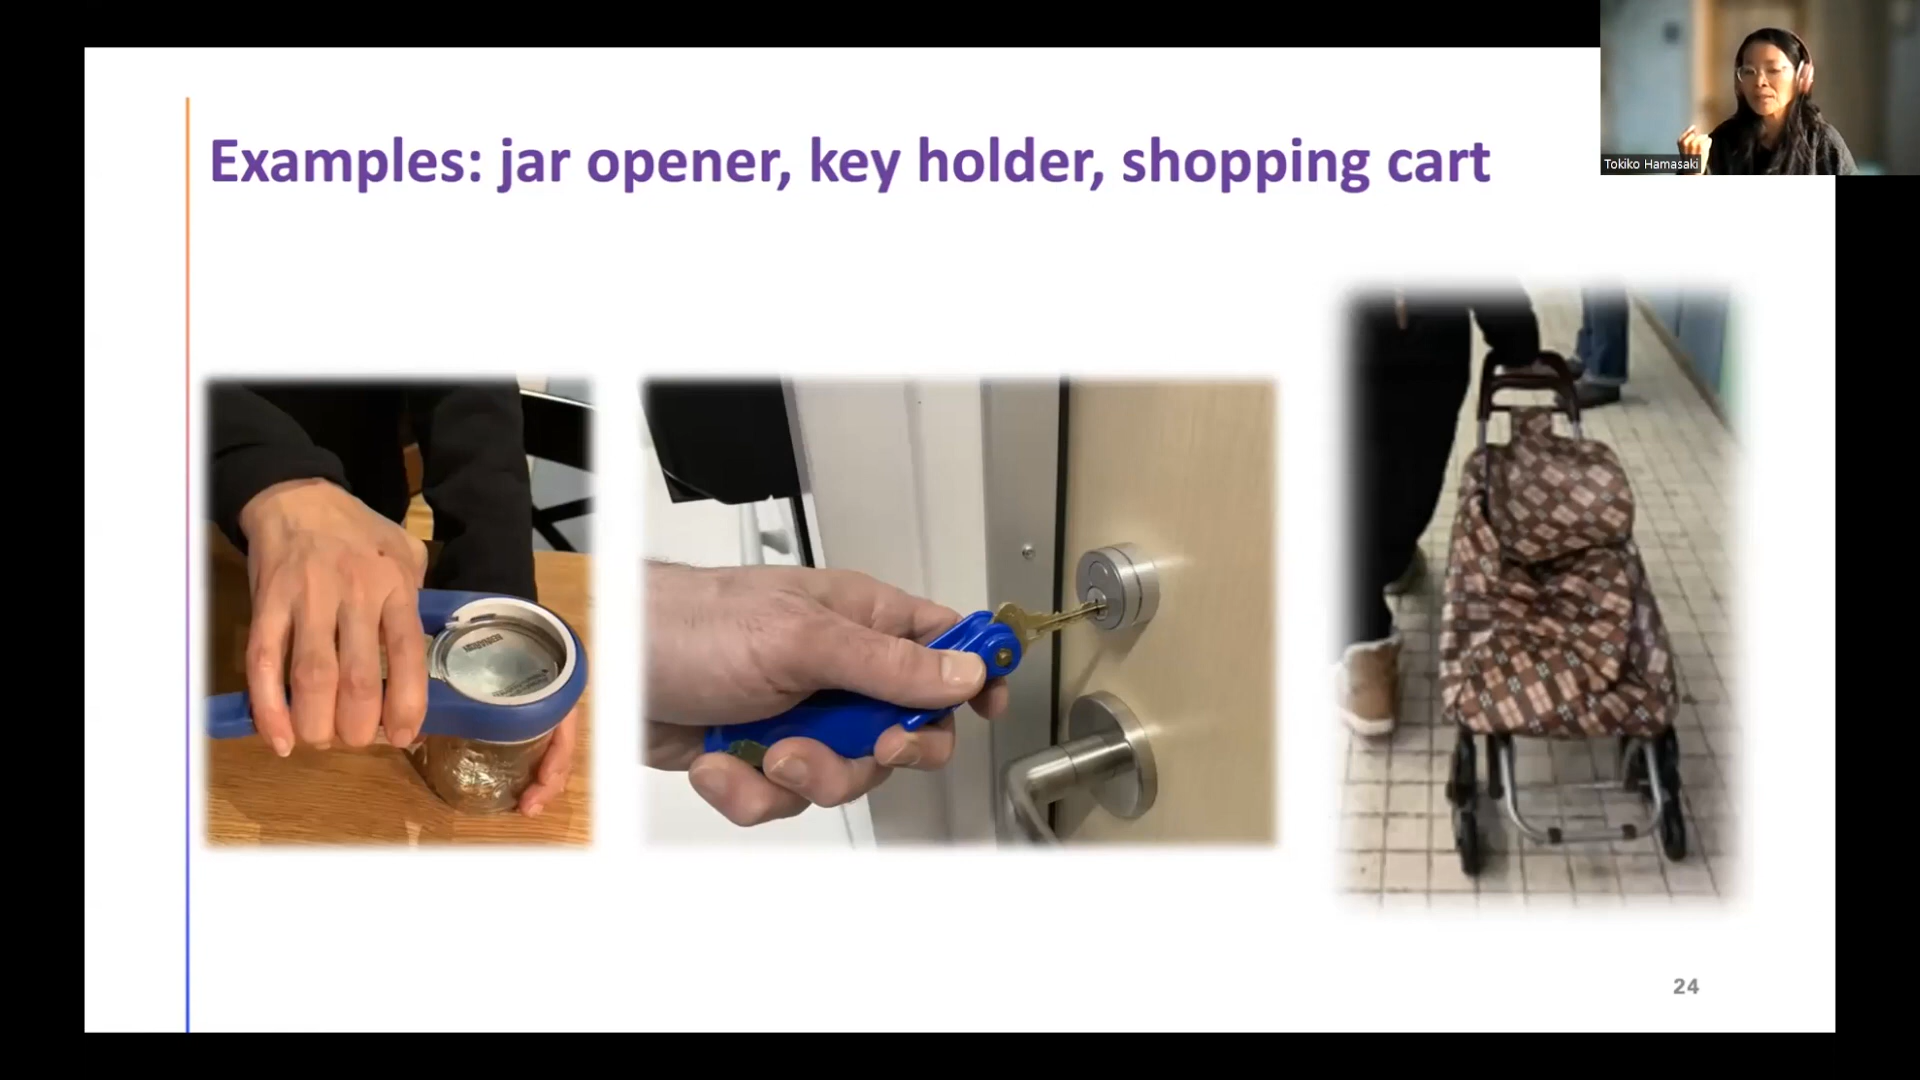 Examples: jar opener, key holder, shopping cart
Tokiko Hamasaki
24